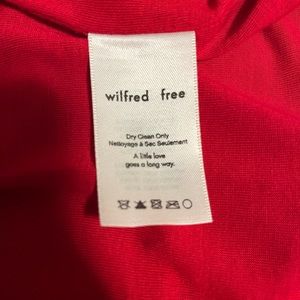 wilfred free
Dry Clean Only
Nettoyage à Sec Seulement
A little love
goes a long way.